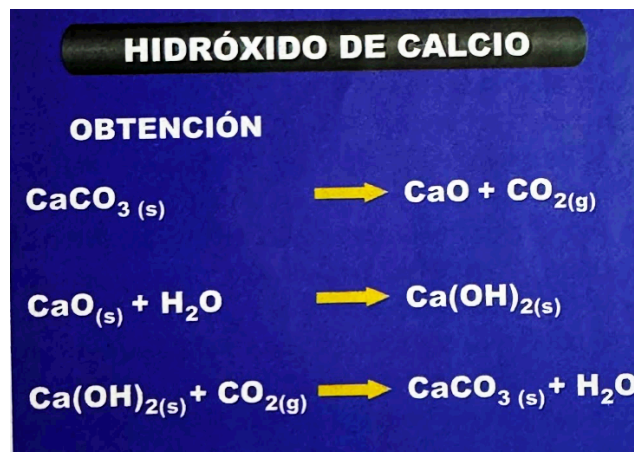 HIDRÓXIDO DE CALCIO
OBTENCIÓN
CaCO₃ (s) → CaO + CO₂(g)
CaO(s) + H₂O → Ca(OH)₂(s)
Ca(OH)₂(s) + CO₂(g) → CaCO₃ (s) + H₂O